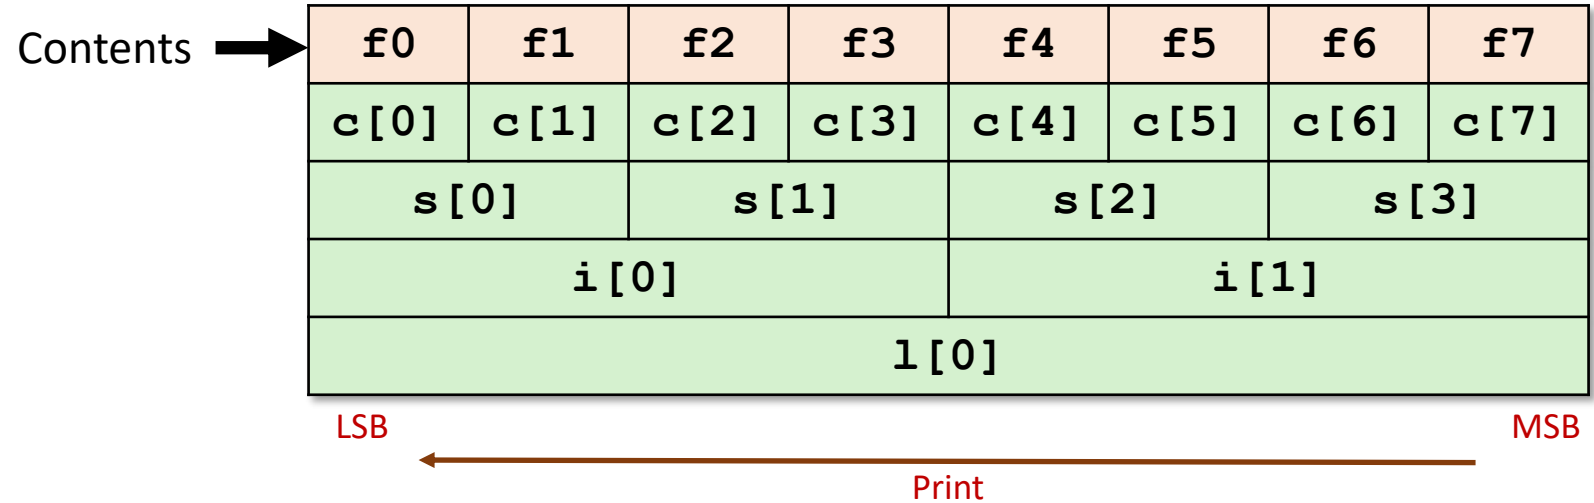 Contents f0 f1 f2 f3 f4 f5 f6 f7
c[0] c[1] c[2] c[3] c[4] c[5] c[6] c[7]
s[0] s[1] s[2] s[3]
i[0] i[1]
l[0]
LSB MSB
Print